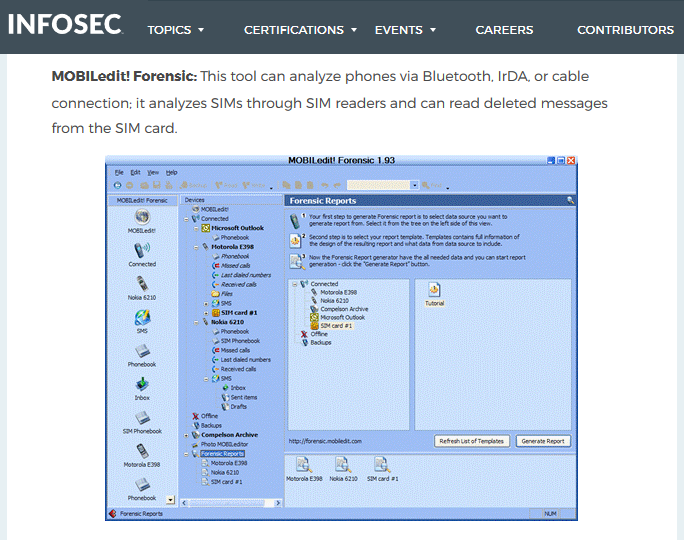 INFOSEC
TOPICS
CERTIFICATIONS
EVENTS
CAREERS
CONTRIBUTORS
MOBILedit! Forensic: This tool can analyze phones via Bluetooth, IrDA, or cable
connection; it analyzes SIMs through SIM readers and can read deleted messages
from the SIM card.
MOBILedit! Forensic 1.93
File Edit View Help
MOBILedit! Forensic
MOBILedit!
Connected
Nokia 6210
SMS
Phonebook
Inbox
SIM Phonebook
Motorola E398
Phonebook
Devices
MOBILedit!
Connected
Microsoft Outlook
Phonebook
Motorola E398
Phonebook
Missed calls
Last dialed numbers
Received calls
Files
SMS
SIM card #1
Nokia 6210
Phonebook
SIM Phonebook
Missed calls
Last dialed numbers
Received calls
SMS
Inbox
Sent items
Drafts
Offline
Backups
Compelson Archive
Photo MOBILeditor
Forensic Reports
Motorola E398
Nokia 6210
SIM card #1
Forensic Reports
1 Your first step to generate Forensic report is to select data source you want to
generate report from. Select it from the tree on the left side of this view.
2 Second step is to select your report template. Templates contains full information of
the design of the resulting report and what data from data source to include.
3 Now the Forensic Report generator have the all needed data and you can start report
generation - click the "Generate Report" button.
Connected
Motorola E398
Nokia 6210
Compelson Archive
Microsoft Outlook
SIM card #1
Offline
Backups
Tutorial
http://forensic.mobiledit.com
Refresh List of Templates
Generate Report
Motorola E398
Nokia 6210
SIM card #1
Forensic Reports
NUM